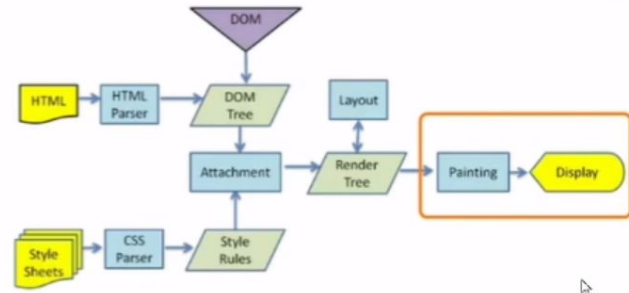 DOM
HTML
HTML
Parser
DOM
Tree
Layout
Attachment
Render
Tree
Painting
Display
Style
Sheets
CSS
Parser
Style
Rules